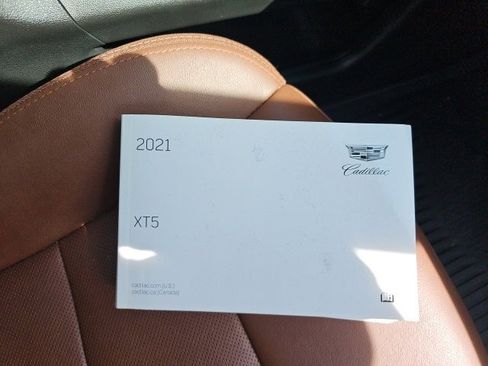 2021
Cadillac
XT5
cadillac.com (U.S.)
cadillac.ca (Canada)